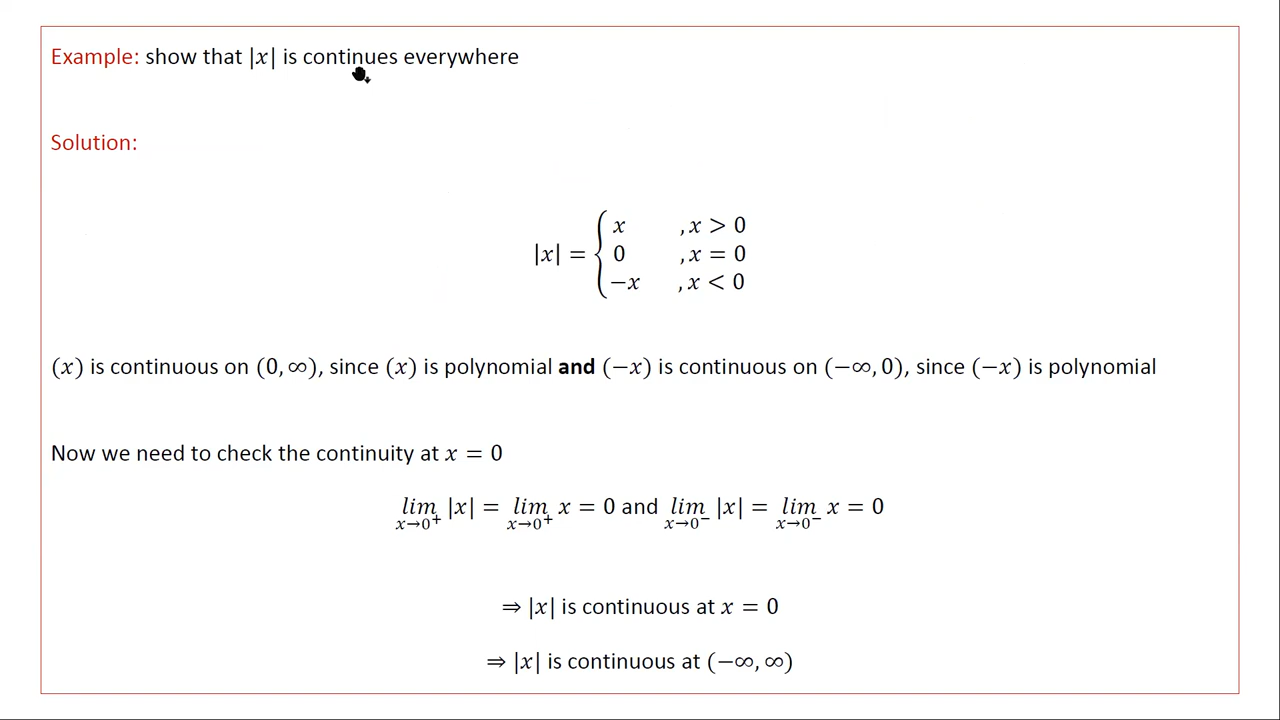 Example: show that |x| is continues everywhere
Solution:
|x| = { x , x > 0
0 , x = 0
−x , x < 0
(x) is continuous on (0, ∞), since (x) is polynomial and (−x) is continuous on (−∞, 0), since (−x) is polynomial
Now we need to check the continuity at x = 0
lim x→0⁺ |x| = lim x→0⁺ x = 0 and lim x→0⁻ |x| = lim x→0⁻ x = 0
⇒ |x| is continuous at x = 0
⇒ |x| is continuous at (−∞, ∞)